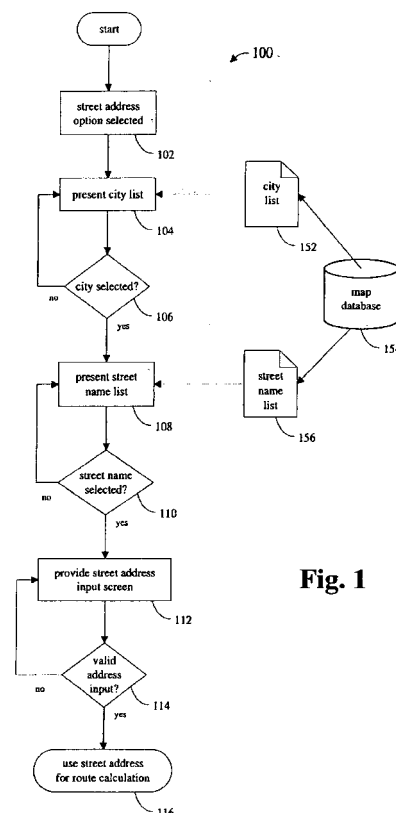 start
100
street address
option selected
102
present city list
104
city
list
152
city selected?
no
106
yes
map
database
154
present street
name list
108
street
name
list
156
street name
selected?
no
110
yes
provide street address
input screen
112
Fig. 1
valid
address
input?
no
114
yes
use street address
for route calculation
116